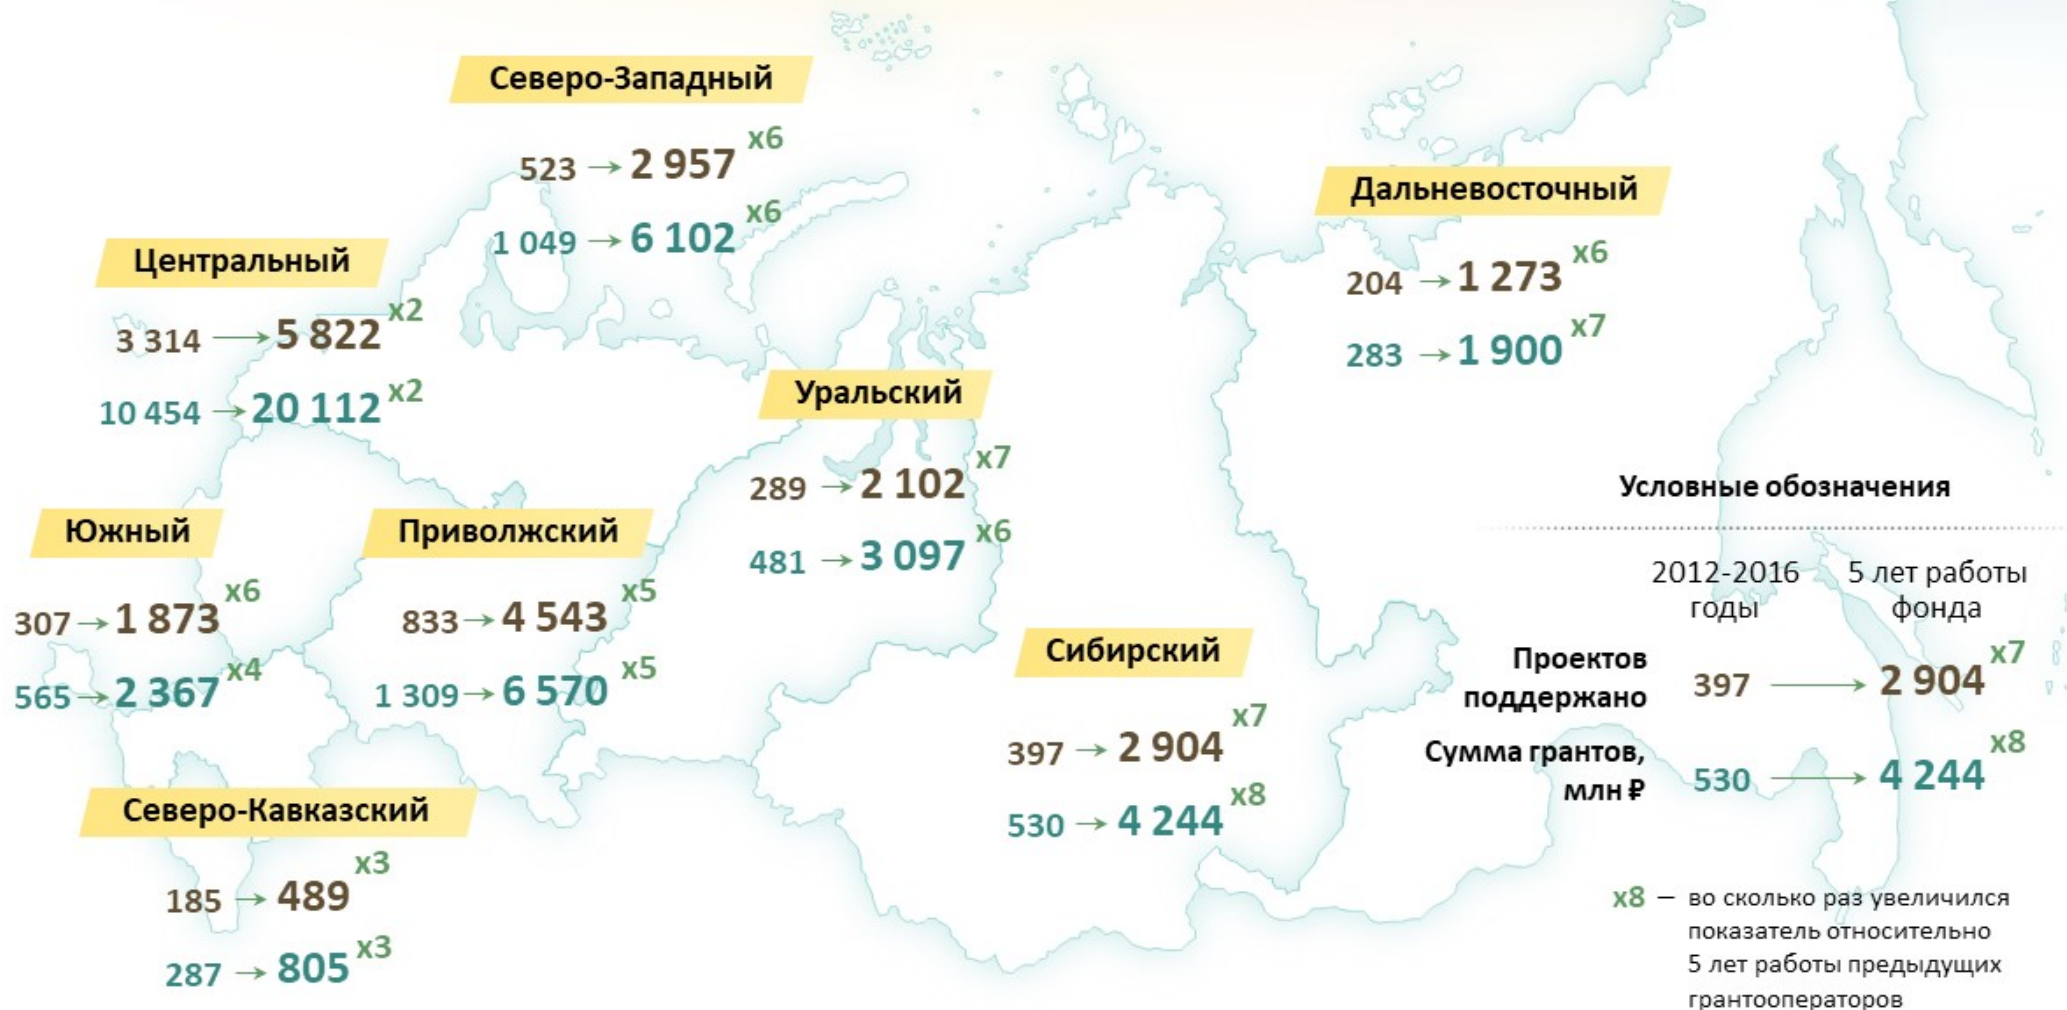 Северо-Западный
523 → 2 957 x6
1 049 → 6 102 x6
Центральный
3 314 → 5 822 x2
10 454 → 20 112 x2
Дальневосточный
204 → 1 273 x6
283 → 1 900 x7
Уральский
289 → 2 102 x7
481 → 3 097 x6
Южный
307 → 1 873 x6
565 → 2 367 x4
Приволжский
833 → 4 543 x5
1 309 → 6 570 x5
Сибирский
397 → 2 904 x7
530 → 4 244 x8
Северо-Кавказский
185 → 489 x3
287 → 805 x3
Условные обозначения
2012-2016
годы
5 лет работы
фонда
Проектов
поддержано
397 → 2 904 x7
Сумма грантов,
млн ₽
530 → 4 244 x8
x8 – во сколько раз увеличился
показатель относительно
5 лет работы предыдущих
грантооператоров